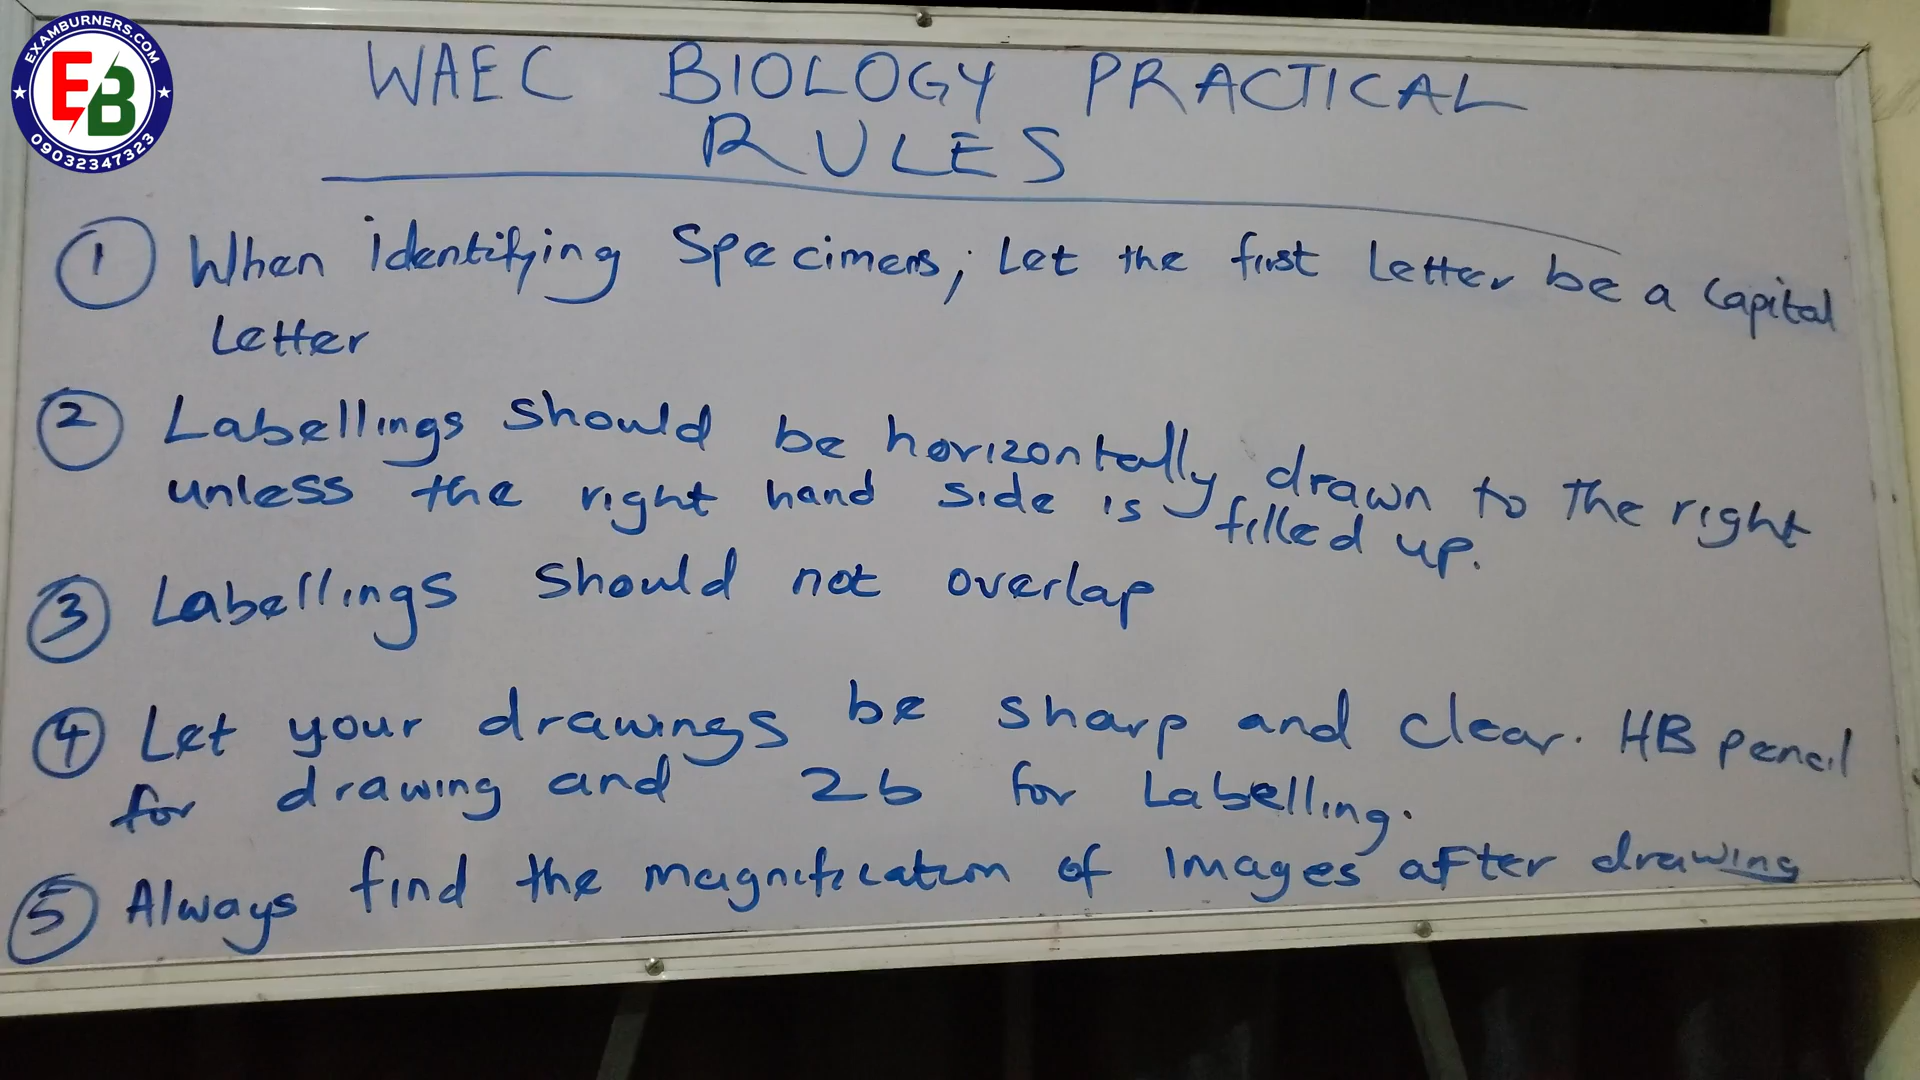 EXAMBURNERS.COM
EB
09032347323
WAEC BIOLOGY PRACTICAL
RULES
1 When identifying Specimens; Let the first Letter be a Capital
Letter
2 Labellings should be horizontally drawn to the right
unless the right hand side is filled up.
3 Labellings should not overlap
4 Let your drawings be sharp and clear. HB pencil
for drawing and 2b for Labelling.
5 Always find the magnification of images after drawing